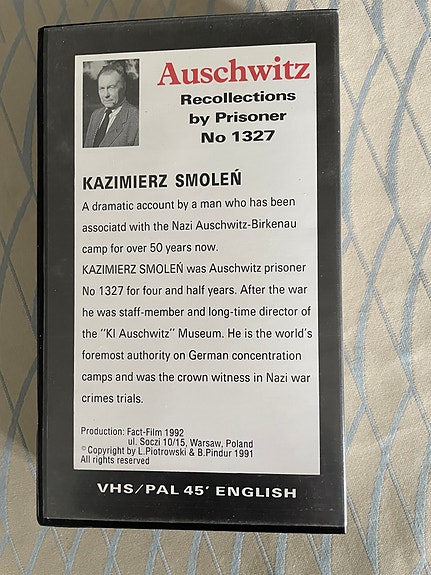 Auschwitz
Recollections
by Prisoner
No 1327
KAZIMIERZ SMOLEŃ
A dramatic account by a man who has been
associatd with the Nazi Auschwitz-Birkenau
camp for over 50 years now.
KAZIMIERZ SMOLEŃ was Auschwitz prisoner
No 1327 for four and half years. After the war
he was staff-member and long-time director of
the "KI Auschwitz" Museum. He is the world's
foremost authority on German concentration
camps and was the crown witness in Nazi war
crimes trials.
Production: Fact-Film 1992
ul. Soczi 10/15, Warsaw, Poland
© Copyright by L.Piotrowski & B.Pindur 1991
All rights reserved
VHS/PAL 45' ENGLISH